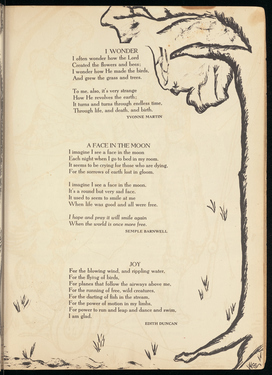 I WONDER
I often wonder how the Lord
Created the flowers and bees;
I wonder how He made the birds,
And grew the grass and trees.
To me, also, it's very strange
How He revolves the earth;
It turns and turns through endless time,
Through life, and death, and birth.
YVONNE MARTIN
A FACE IN THE MOON
I imagine I see a face in the moon
Each night when I go to bed in my room.
It seems to be crying for those who are dying,
For the sorrows of earth lost in gloom.
I imagine I see a face in the moon.
It's a round but very sad face.
It used to seem to smile at me
When life was good and all were free.
I hope and pray it will smile again
When the world is once more free.
SEMPLE BARNWELL
JOY
For the blowing wind, and rippling water,
For the flying of birds,
For planes that follow the airways above me,
For the running of free, wild creatures,
For the darting of fish in the stream,
For the power of motion in my limbs,
For power to run and leap and dance and swim,
I am glad.
EDITH DUNCAN